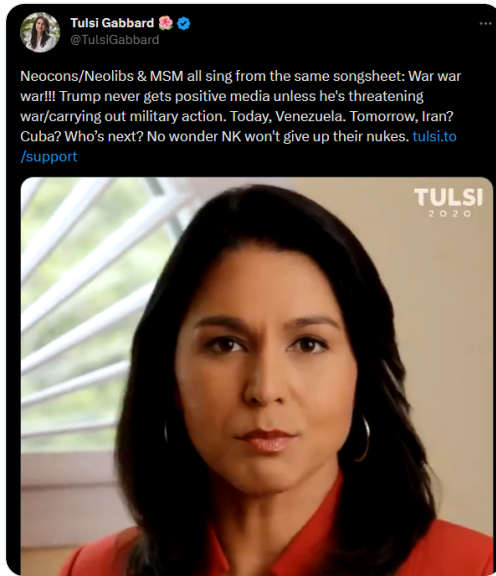 Tulsi Gabbard 🌺
@TulsiGabbard
Neocons/Neolibs & MSM all sing from the same songsheet: War war
war!!! Trump never gets positive media unless he's threatening
war/carrying out military action. Today, Venezuela. Tomorrow, Iran?
Cuba? Who’s next? No wonder NK won't give up their nukes. tulsi.to
/support
TULSI
2020